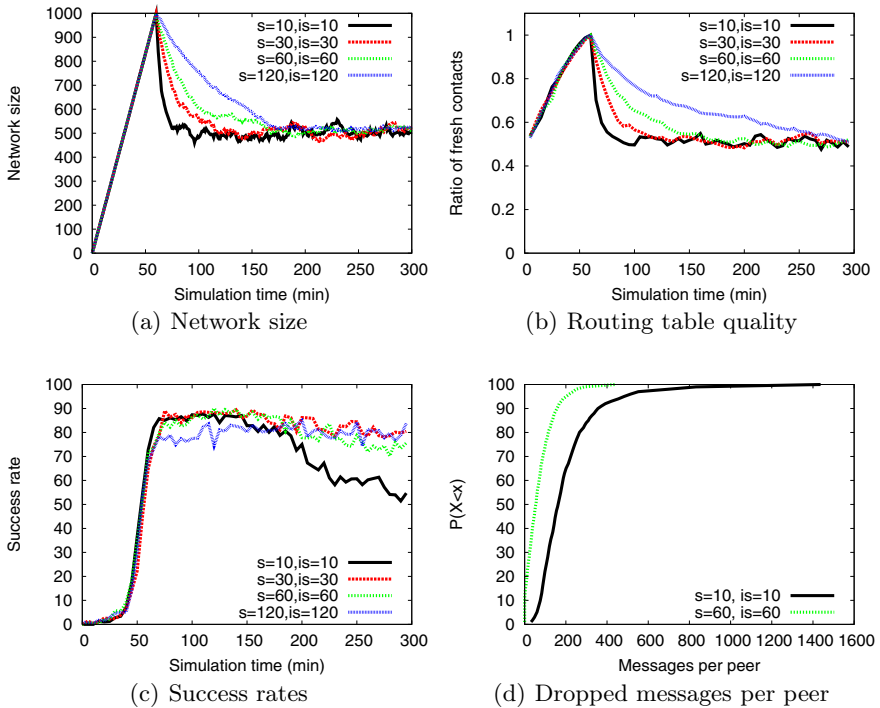 1000
900
800
700
600
500
400
300
200
100
0
Network size
0 50 100 150 200 250 300
Simulation time (min)
s=10,is=10
s=30,is=30
s=60,is=60
s=120,is=120
(a) Network size
1
0.8
0.6
0.4
0.2
0
Ratio of fresh contacts
0 50 100 150 200 250 300
Simulation time (min)
s=10,is=10
s=30,is=30
s=60,is=60
s=120,is=120
(b) Routing table quality
100
90
80
70
60
50
40
30
20
10
0
Success rate
0 50 100 150 200 250 300
Simulation time (min)
s=10,is=10
s=30,is=30
s=60,is=60
s=120,is=120
(c) Success rates
100
90
80
70
60
50
40
30
20
10
0
P(X<x)
0 200 400 600 800 1000 1200 1400 1600
Messages per peer
s=10, is=10
s=60, is=60
(d) Dropped messages per peer